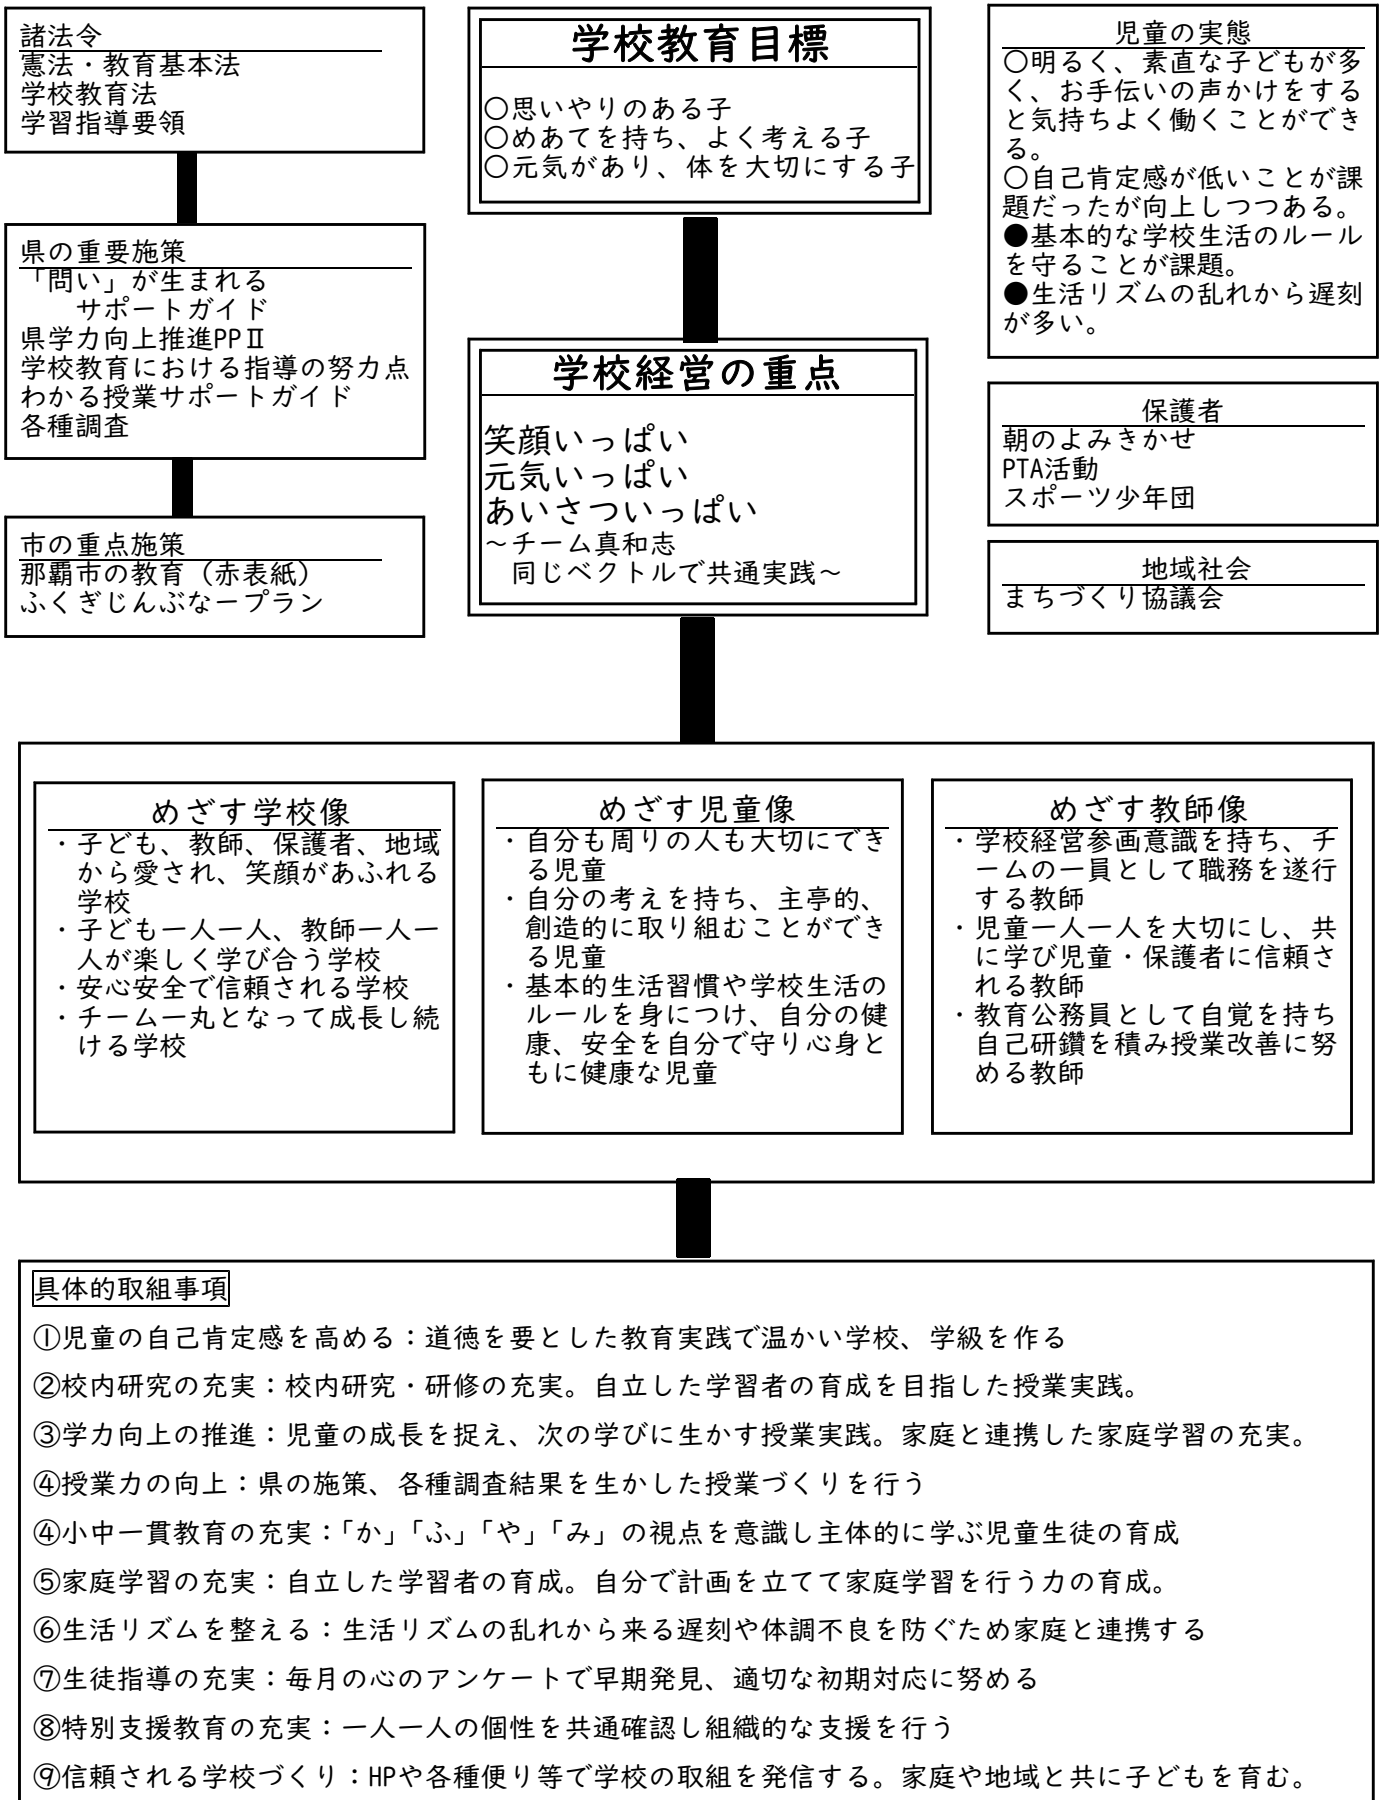 諸法令
憲法・教育基本法
学校教育法
学習指導要領
県の重要施策
「問い」が生まれる
サポートガイド
県学力向上推進PPⅡ
学校教育における指導の努力点
わかる授業サポートガイド
各種調査
市の重点施策
那覇市の教育（赤表紙）
ふくぎじんぶなープラン
学校教育目標
○思いやりのある子
○めあてを持ち、よく考える子
○元気があり、体を大切にする子
学校経営の重点
笑顔いっぱい
元気いっぱい
あいさついっぱい
～チーム真和志
同じベクトルで共通実践～
児童の実態
○明るく、素直な子どもが多
く、お手伝いの声かけをする
と気持ちよく働くことができ
る。
○自己肯定感が低いことが課
題だったが向上しつつある。
●基本的な学校生活のルール
を守ることが課題。
●生活リズムの乱れから遅刻
が多い。
保護者
朝のよみきかせ
PTA活動
スポーツ少年団
地域社会
まちづくり協議会
めざす学校像
・子ども、教師、保護者、地域
から愛され、笑顔があふれる
学校
・子ども一人一人、教師一人一
人が楽しく学び合う学校
・安心安全で信頼される学校
・チーム一丸となって成長し続
ける学校
めざす児童像
・自分も周りの人も大切にでき
る児童
・自分の考えを持ち、主亭的、
創造的に取り組むことができ
る児童
・基本的生活習慣や学校生活の
ルールを身につけ、自分の健
康、安全を自分で守り心身と
もに健康な児童
めざす教師像
・学校経営参画意識を持ち、チ
ームの一員として職務を遂行
する教師
・児童一人一人を大切にし、共
に学び児童・保護者に信頼さ
れる教師
・教育公務員として自覚を持ち
自己研鑽を積み授業改善に努
める教師
具体的取組事項
①児童の自己肯定感を高める：道徳を要とした教育実践で温かい学校、学級を作る
②校内研究の充実：校内研究・研修の充実。自立した学習者の育成を目指した授業実践。
③学力向上の推進：児童の成長を捉え、次の学びに生かす授業実践。家庭と連携した家庭学習の充実。
④授業力の向上：県の施策、各種調査結果を生かした授業づくりを行う
④小中一貫教育の充実：「か」「ふ」「や」「み」の視点を意識し主体的に学ぶ児童生徒の育成
⑤家庭学習の充実：自立した学習者の育成。自分で計画を立てて家庭学習を行う力の育成。
⑥生活リズムを整える：生活リズムの乱れから来る遅刻や体調不良を防ぐため家庭と連携する
⑦生徒指導の充実：毎月の心のアンケートで早期発見、適切な初期対応に努める
⑧特別支援教育の充実：一人一人の個性を共通確認し組織的な支援を行う
⑨信頼される学校づくり：HPや各種便り等で学校の取組を発信する。家庭や地域と共に子どもを育む。